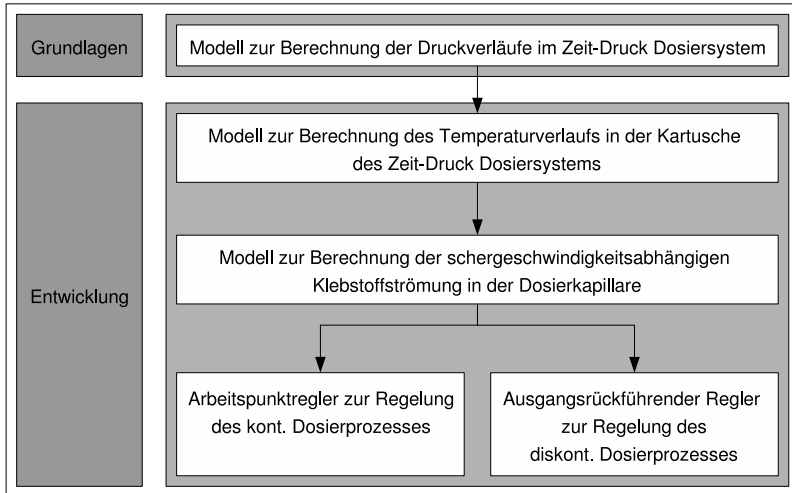 Grundlagen
Modell zur Berechnung der Druckverläufe im Zeit-Druck Dosiersystem
Entwicklung
Modell zur Berechnung des Temperaturverlaufs in der Kartusche
des Zeit-Druck Dosiersystems
Modell zur Berechnung der schergeschwindigkeitsabhängigen
Klebstoffströmung in der Dosierkapillare
Arbeitspunktregler zur Regelung
des kont. Dosierprozesses
Ausgangsrückführender Regler
zur Regelung des
diskont. Dosierprozesses